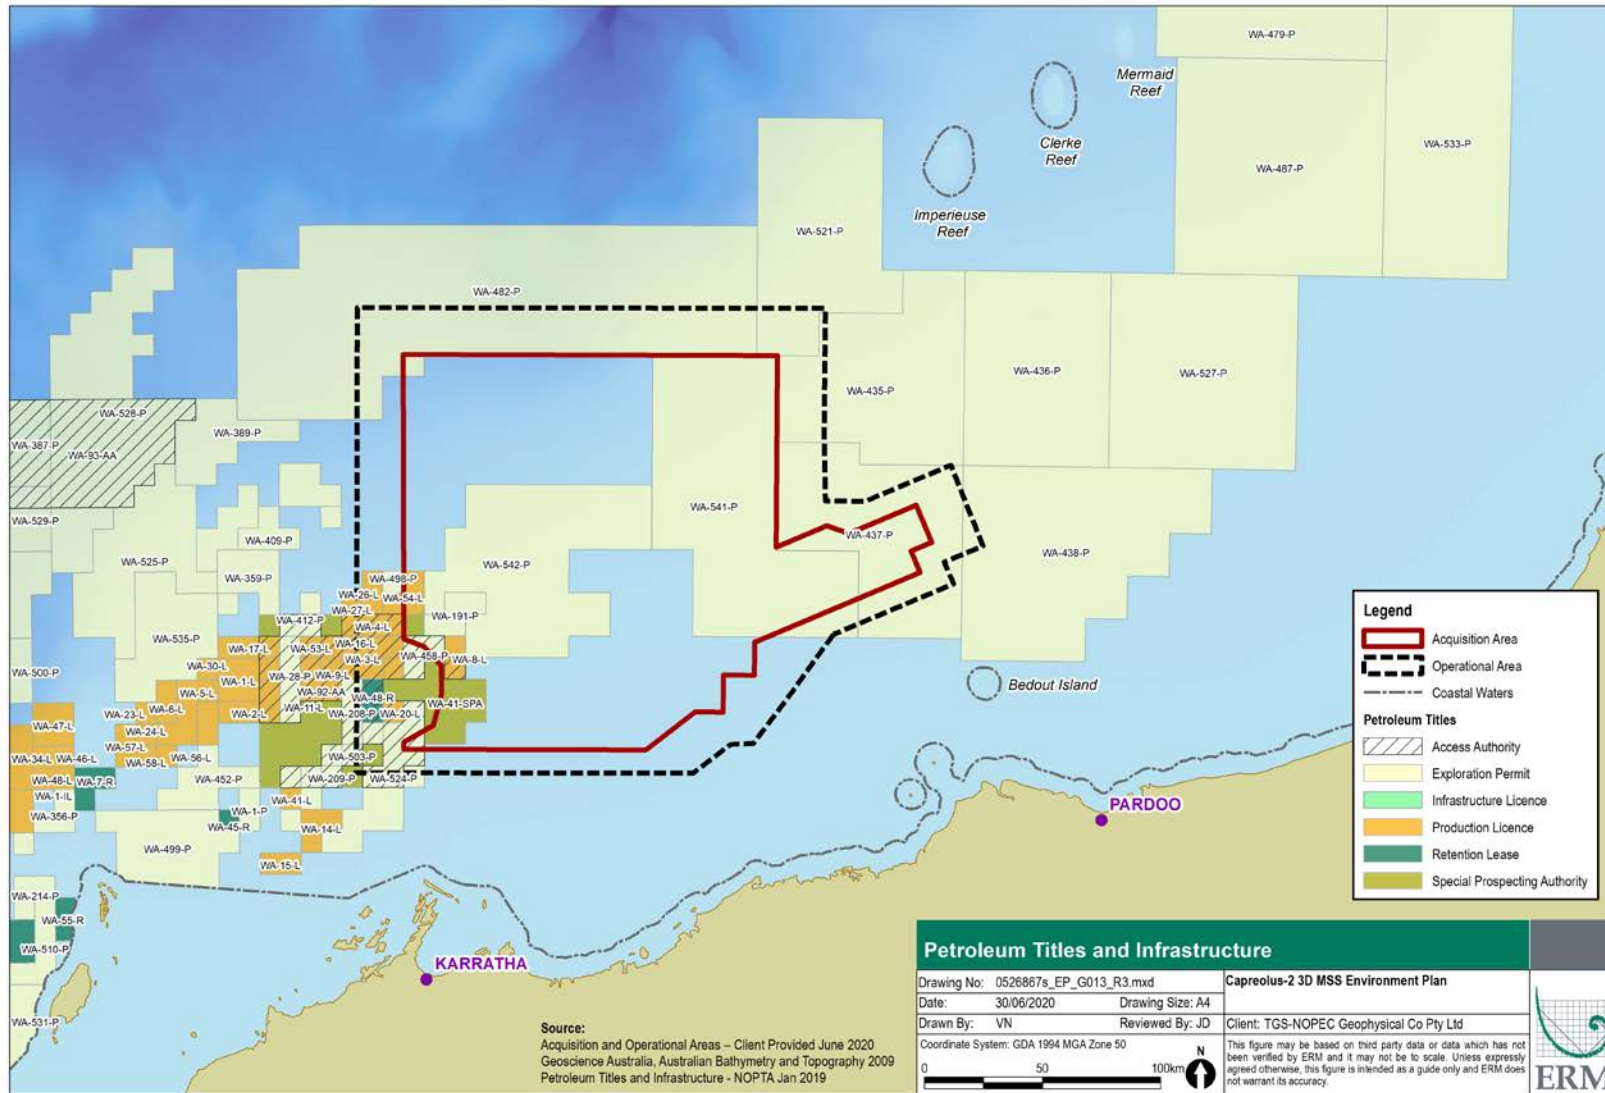 WA-479-P
Mermaid
Reef
Clerke
Reef
WA-533-P
WA-487-P
Imperieuse
Reef
WA-521-P
WA-482-P
WA-436-P
WA-527-P
WA-435-P
WA-528-P
WA-389-P
WA-387-P
WA-93-AA
WA-541-P
WA-529-P
WA-437-P
WA-409-P
WA-438-P
WA-525-P
WA-542-P
WA-359-P
WA-498-P
WA-26-L
WA-54-L
WA-27-L
WA-191-P
WA-412-P
WA-4-L
WA-535-P
WA-17-L
WA-53-L
WA-16-L
WA-458-P
WA-3-L
WA-8-L
WA-30-L
WA-500-P
WA-28-P
WA-9-L
WA-1-L
Bedout Island
WA-5-L
WA-92-AA
WA-48-R
WA-41-SPA
WA-11-L
WA-6-L
WA-23-L
WA-2-L
WA-208-P
WA-20-L
WA-47-L
WA-24-L
WA-57-L
WA-56-L
WA-503-P
WA-34-L
WA-46-L
WA-58-L
WA-48-L
WA-7-R
WA-452-P
WA-209-P
WA-524-P
WA-1-IL
WA-41-L
WA-1-P
WA-356-P
WA-45-R
WA-14-L
WA-499-P
WA-15-L
WA-214-P
WA-55-R
WA-510-P
WA-531-P
PARDOO
KARRATHA
Legend
Acquisition Area
Operational Area
Coastal Waters
Petroleum Titles
Access Authority
Exploration Permit
Infrastructure Licence
Production Licence
Retention Lease
Special Prospecting Authority
Source:
Acquisition and Operational Areas – Client Provided June 2020
Geoscience Australia, Australian Bathymetry and Topography 2009
Petroleum Titles and Infrastructure - NOPTA Jan 2019
Petroleum Titles and Infrastructure
Drawing No: 0526867s_EP_G013_R3.mxd
Capreolus-2 3D MSS Environment Plan
Date: 30/06/2020 Drawing Size: A4
Drawn By: VN Reviewed By: JD
Client: TGS-NOPEC Geophysical Co Pty Ltd
Coordinate System: GDA 1994 MGA Zone 50
0 50 100km
N
This figure may be based on third party data or data which has not
been verified by ERM and it may not be to scale. Unless expressly
agreed otherwise, this figure is intended as a guide only and ERM does
not warrant its accuracy.
ERM